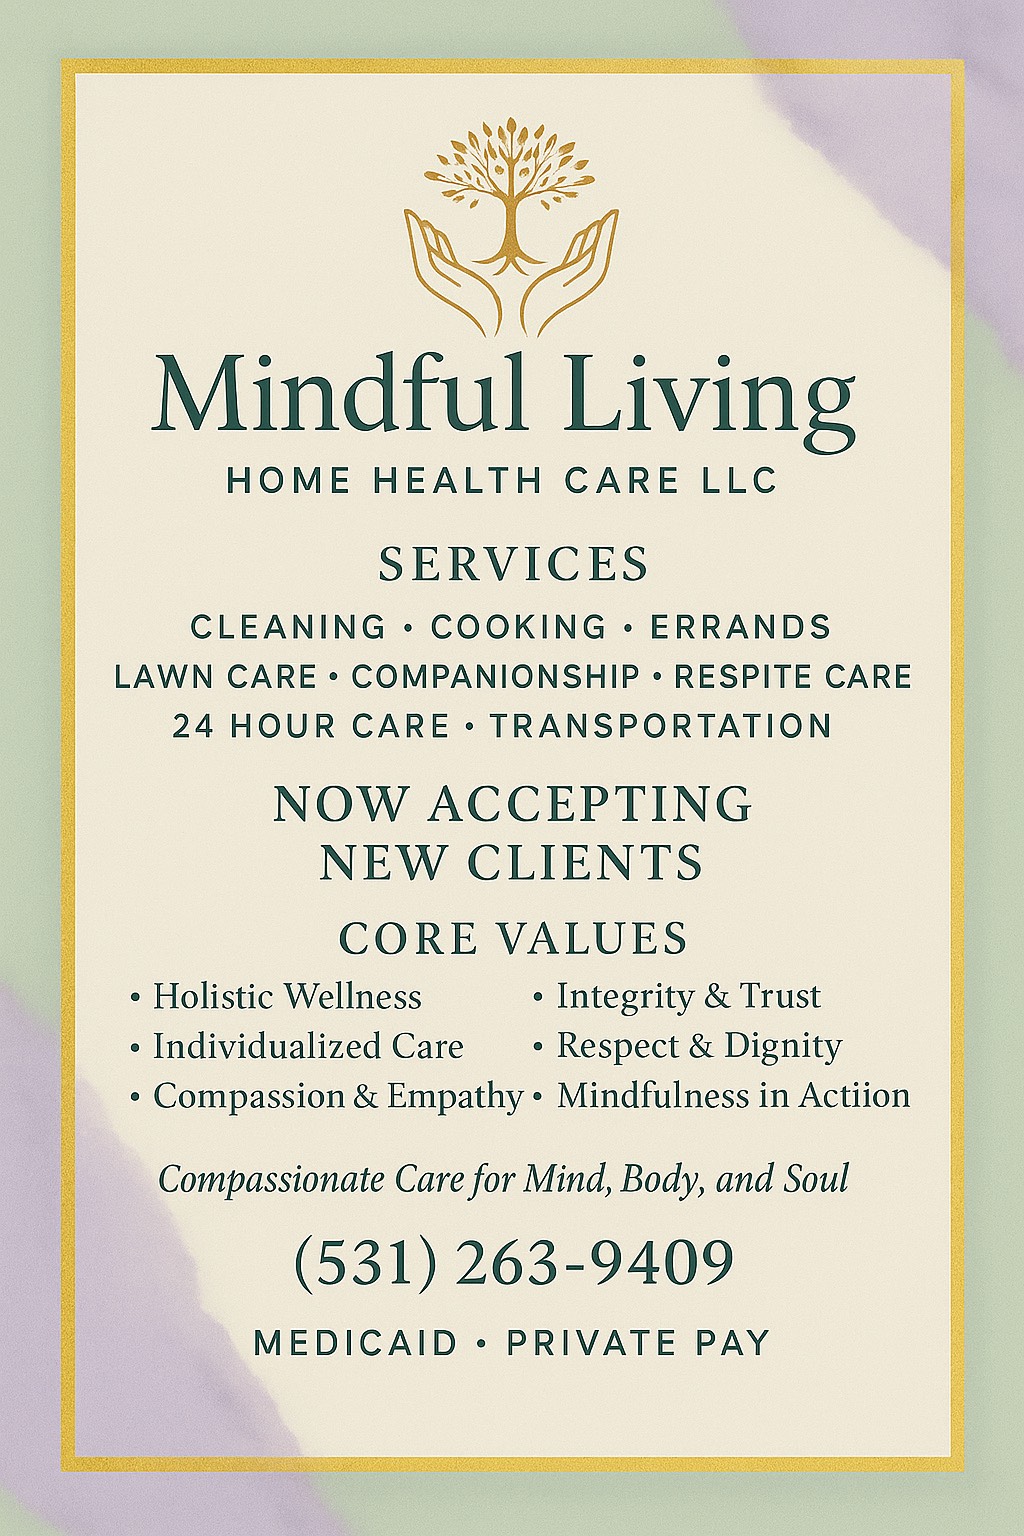 Mindful Living
HOME HEALTH CARE LLC
SERVICES
CLEANING • COOKING • ERRANDS
LAWN CARE • COMPANIONSHIP • RESPITE CARE
24 HOUR CARE • TRANSPORTATION
NOW ACCEPTING
NEW CLIENTS
CORE VALUES
• Holistic Wellness
• Individualized Care
• Compassion & Empathy
• Integrity & Trust
• Respect & Dignity
• Mindfulness in Actiion
Compassionate Care for Mind, Body, and Soul
(531) 263-9409
MEDICAID • PRIVATE PAY